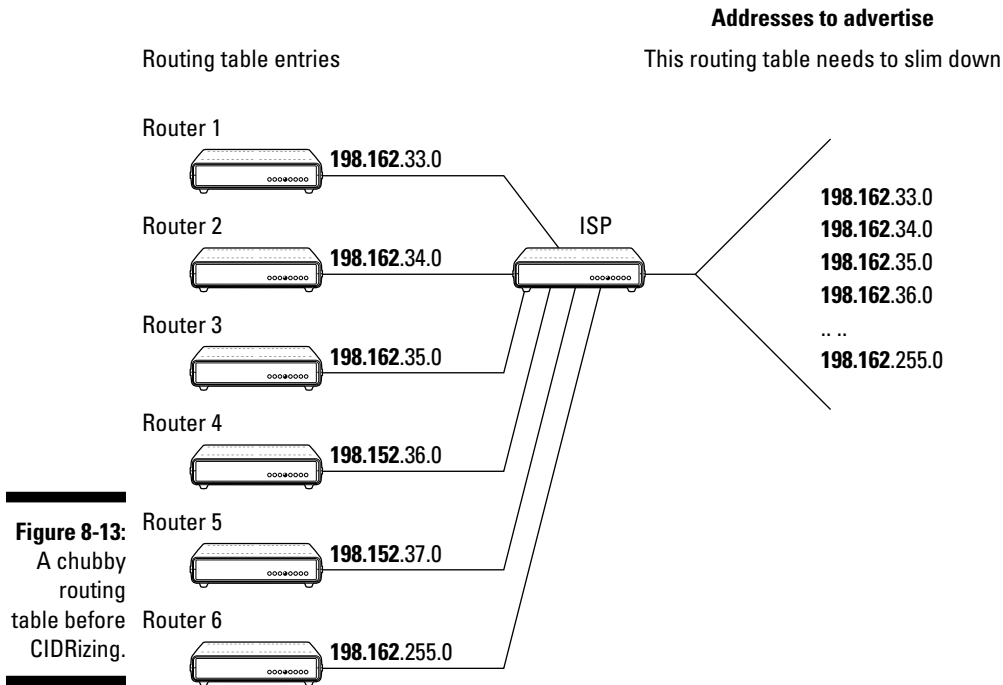 Addresses to advertise
Routing table entries
This routing table needs to slim down
Router 1
198.162.33.0
Router 2
198.162.34.0
Router 3
198.162.35.0
Router 4
198.152.36.0
Router 5
198.152.37.0
Router 6
198.162.255.0
ISP
198.162.33.0
198.162.34.0
198.162.35.0
198.162.36.0
.. ..
198.162.255.0
Figure 8-13:
A chubby
routing
table before
CIDRizing.